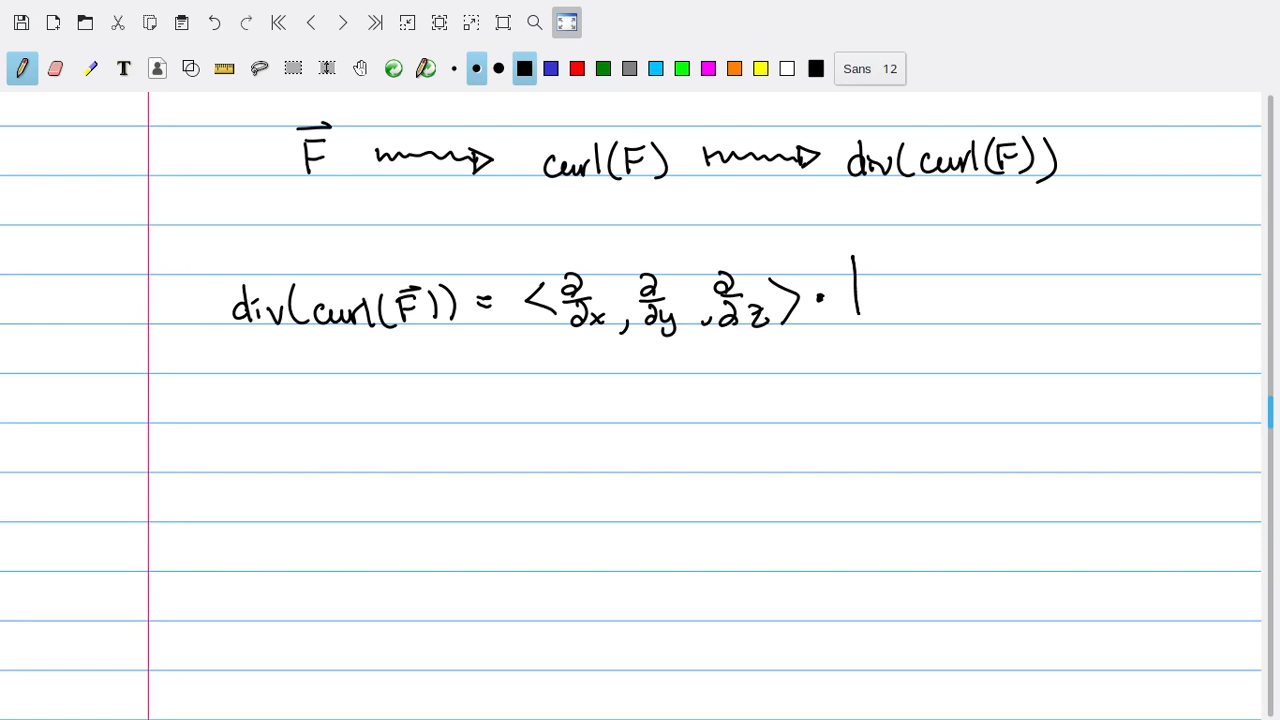 Sans 12
F⃗ ⇝ curl(F) ⇝ div(curl(F))
div(curl(F⃗)) = ⟨∂/∂x, ∂/∂y, ∂/∂z⟩ · |